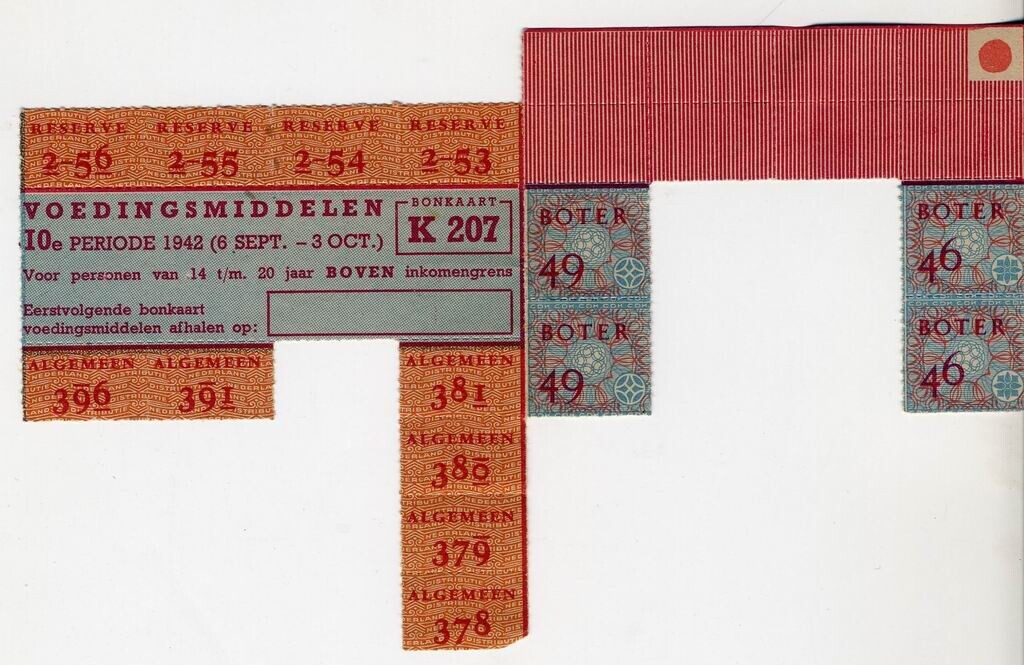 RESERVE RESERVE RESERVE RESERVE
2-56 2-55 2-54 2-53
VOEDINGSMIDDELEN
10e PERIODE 1942 (6 SEPT. – 3 OCT.)
BONKAART
K 207
Voor personen van 14 t/m. 20 jaar BOVEN inkomengrens
Eerstvolgende bonkaart
voedingsmiddelen afhalen op:
ALGEMEEN ALGEMEEN
396 391
ALGEMEEN
381
ALGEMEEN
380
ALGEMEEN
379
ALGEMEEN
378
BOTER
49
BOTER
49
BOTER
46
BOTER
46